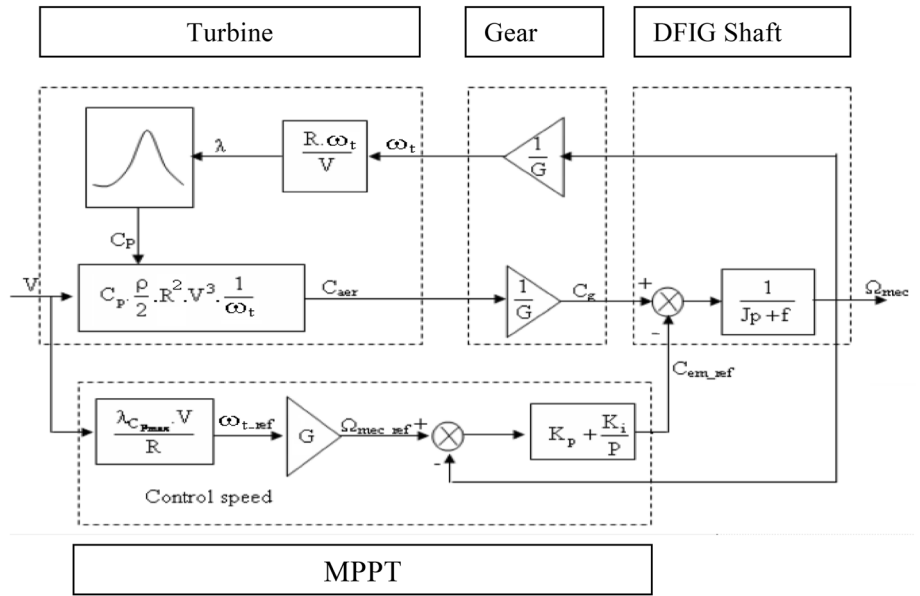 Turbine
Gear
DFIG Shaft
λ
R.ω_t
V
ω_t
1
G
C_P
V
C_p.ρ/2.R².V³.1/ω_t
C_aer
1
G
C_g
+
-
1
Jp+f
Ω_mec
C_em_ref
λ_Cpmax.V
R
ω_t_ref
G
Ω_mec_ref
+
-
K_p+K_i/P
Control speed
MPPT